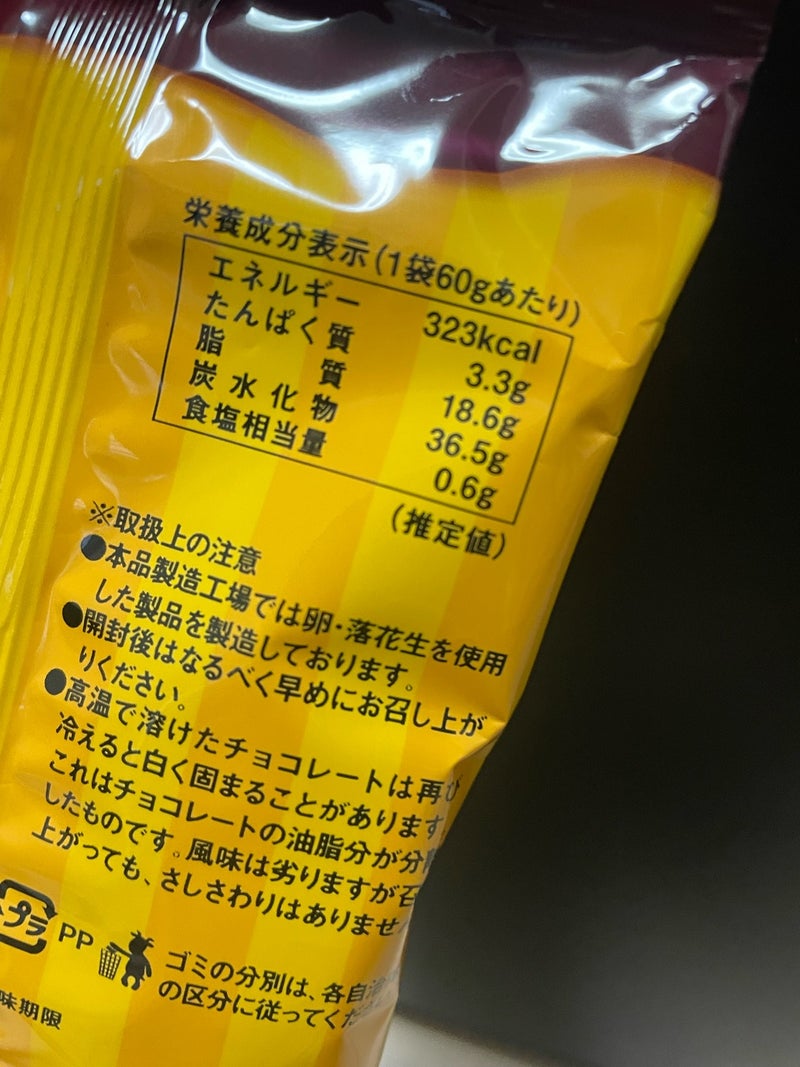 栄養成分表示(1袋60gあたり)
エネルギー 323kcal
たんぱく質 3.3g
脂質 18.6g
炭水化物 36.5g
食塩相当量 0.6g
(推定値)
※取扱上の注意
●本品製造工場では卵・落花生を使用
した製品を製造しております。
●開封後はなるべく早めにお召し上が
りください。
●高温で溶けたチョコレートは再び
冷えると白く固まることがあります。
これはチョコレートの油脂分が分
したものです。風味は劣りますが召
上がっても、さしさわりはありませ
プラ PP
ゴミの分別は、各自
の区分に従ってくだ
味期限